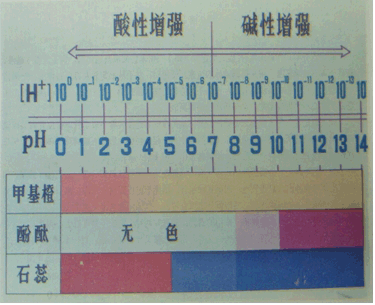 酸性增强 碱性增强
[H⁺] 10⁰ 10⁻¹ 10⁻² 10⁻³ 10⁻⁴ 10⁻⁵ 10⁻⁶ 10⁻⁷ 10⁻⁸ 10⁻⁹ 10⁻¹⁰ 10⁻¹¹ 10⁻¹² 10⁻¹³ 10
pH 0 1 2 3 4 5 6 7 8 9 10 11 12 13 14
甲基橙
酚酞 无 色
石蕊